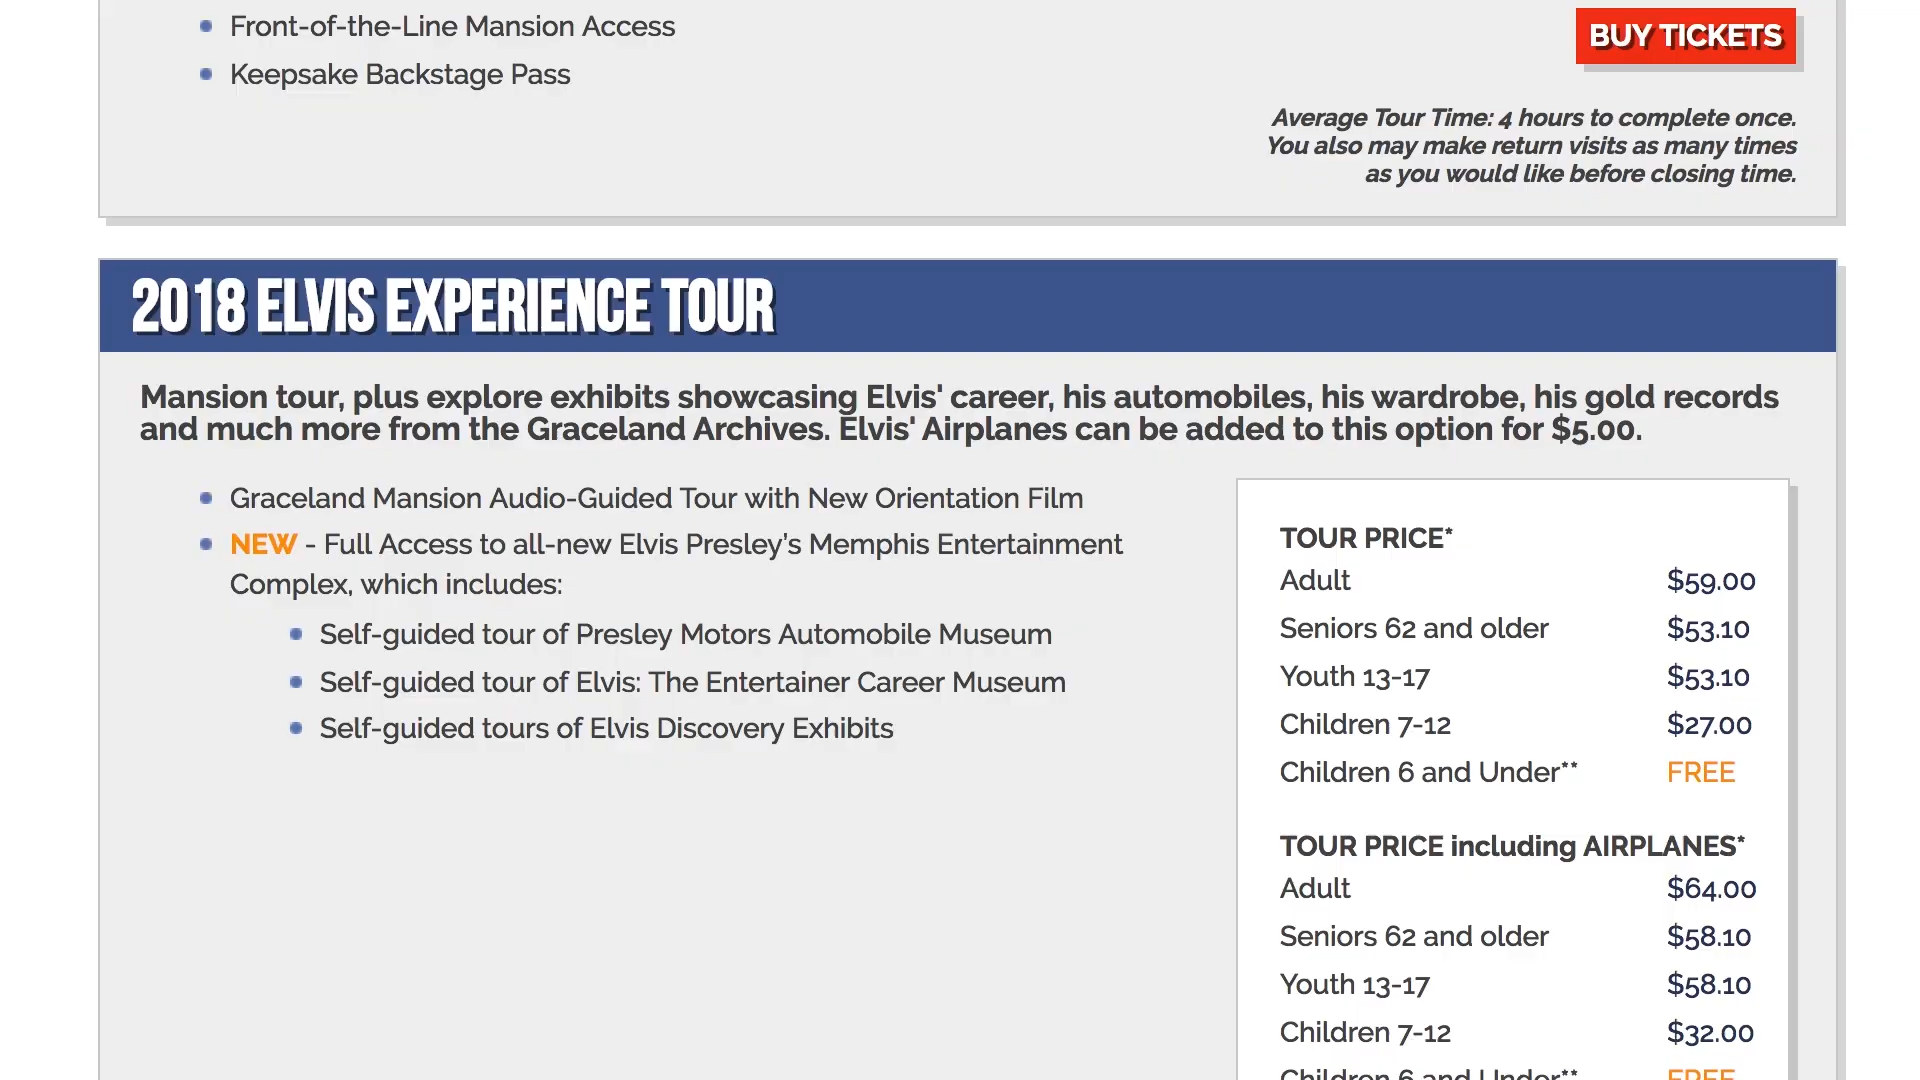 Front-of-the-Line Mansion Access
Keepsake Backstage Pass
BUY TICKETS
Average Tour Time: 4 hours to complete once.
You also may make return visits as many times
as you would like before closing time.
2018 ELVIS EXPERIENCE TOUR
Mansion tour, plus explore exhibits showcasing Elvis' career, his automobiles, his wardrobe, his gold records
and much more from the Graceland Archives. Elvis' Airplanes can be added to this option for $5.00.
Graceland Mansion Audio-Guided Tour with New Orientation Film
NEW - Full Access to all-new Elvis Presley’s Memphis Entertainment
Complex, which includes:
Self-guided tour of Presley Motors Automobile Museum
Self-guided tour of Elvis: The Entertainer Career Museum
Self-guided tours of Elvis Discovery Exhibits
TOUR PRICE*
Adult $59.00
Seniors 62 and older $53.10
Youth 13-17 $53.10
Children 7-12 $27.00
Children 6 and Under** FREE
TOUR PRICE including AIRPLANES*
Adult $64.00
Seniors 62 and older $58.10
Youth 13-17 $58.10
Children 7-12 $32.00
Children 6 and Under** FREE